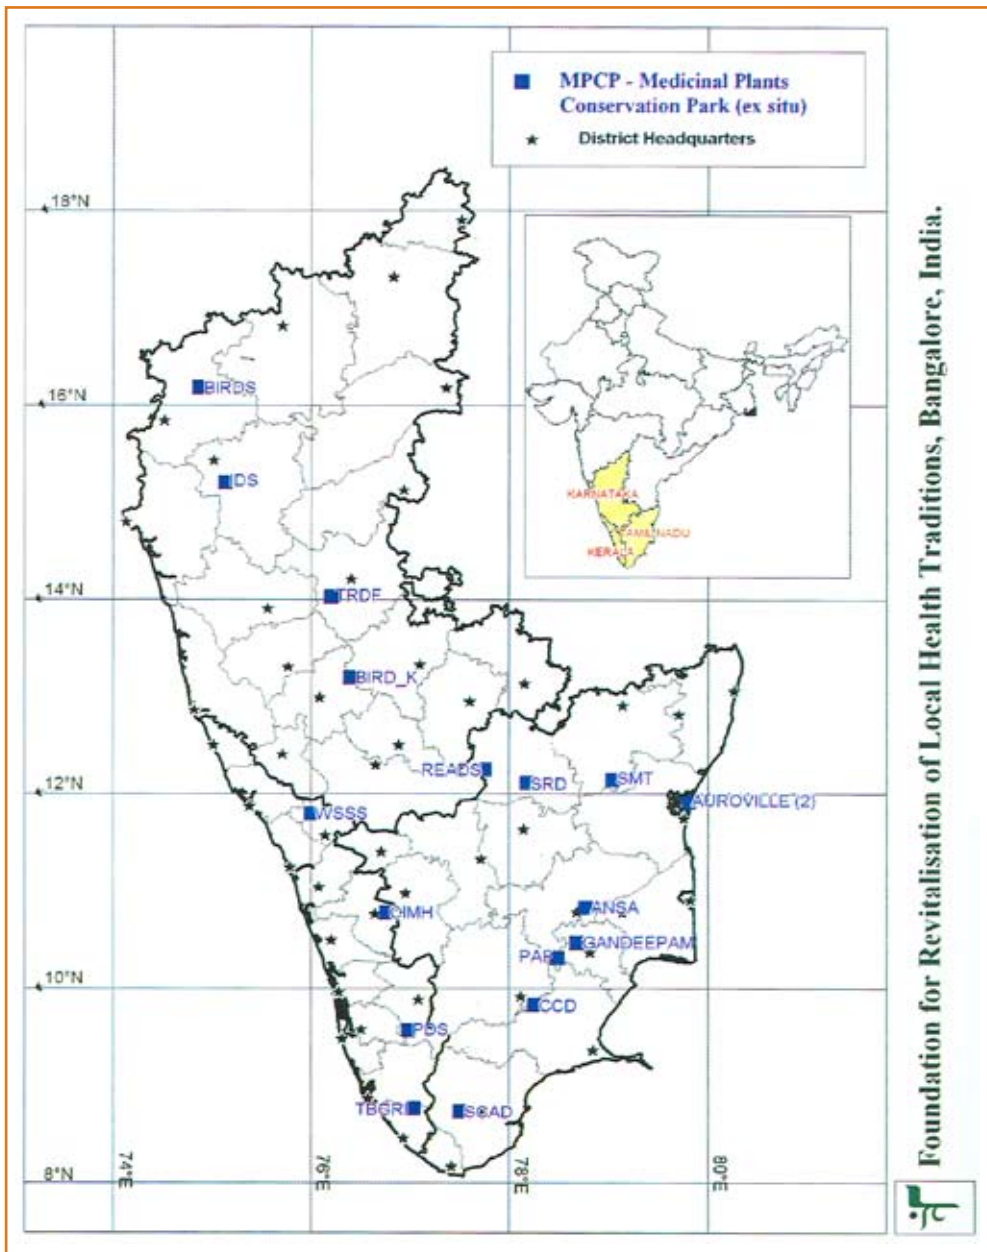 MPCP - Medicinal Plants
Conservation Park (ex situ)
District Headquarters
18°N
16°N
14°N
12°N
10°N
8°N
74°E
76°E
78°E
80°E
BIRDS
IDS
TRDF
BIRD_K
READS
SRD
SMT
AUROVILLE (2)
WSSS
CIMH
ANSA
GANDEEPAM
CCD
PDS
TBGRI
SCAD
KARNATAKA
TAMILNADU
KERALA
Foundation for Revitalisation of Local Health Traditions, Bangalore, India.